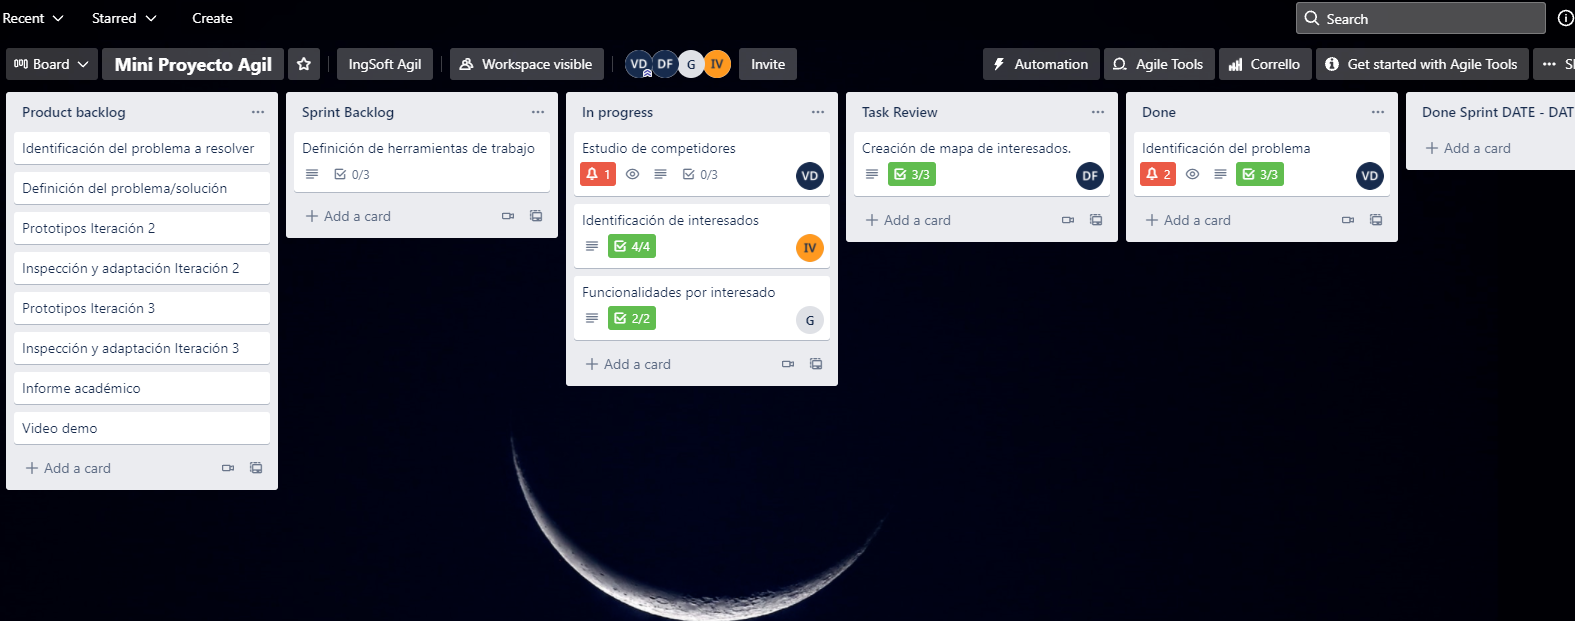 Recent Starred Create Search
Board Mini Proyecto Agil IngSoft Agil Workspace visible VD DF G IV Invite Automation Agile Tools Corrello Get started with Agile Tools
Product backlog
Identificación del problema a resolver
Definición del problema/solución
Prototipos Iteración 2
Inspección y adaptación Iteración 2
Prototipos Iteración 3
Inspección y adaptación Iteración 3
Informe académico
Video demo
Add a card
Sprint Backlog
Definición de herramientas de trabajo
0/3
Add a card
In progress
Estudio de competidores
1 0/3 VD
Identificación de interesados
4/4 IV
Funcionalidades por interesado
2/2 G
Add a card
Task Review
Creación de mapa de interesados.
3/3 DF
Add a card
Done
Identificación del problema
2 3/3 VD
Add a card
Done Sprint DATE - DAT
Add a card